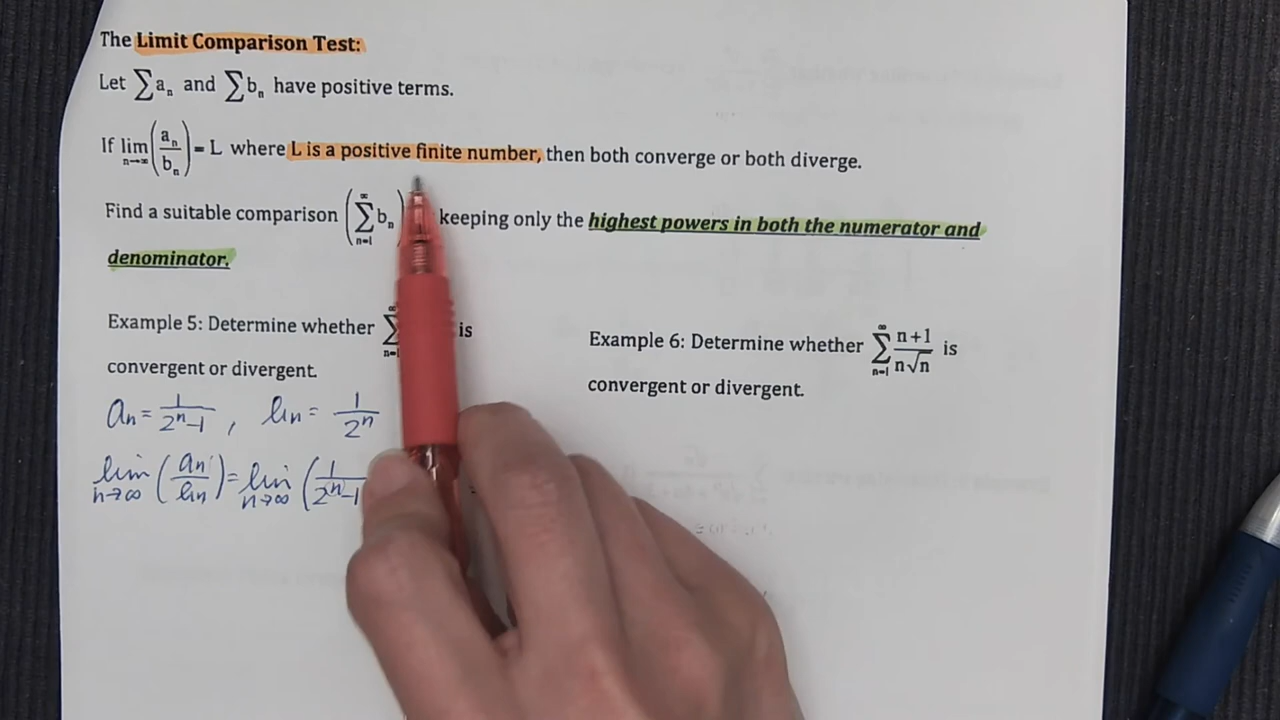 The Limit Comparison Test:
Let ∑aₙ and ∑bₙ have positive terms.
If lim n→∞ (aₙ/bₙ) = L where L is a positive finite number, then both converge or both diverge.
Find a suitable comparison (∑ n=1 ∞ bₙ) keeping only the highest powers in both the numerator and
denominator.
Example 5: Determine whether ∑ is
convergent or divergent.
aₙ = 1/(2ⁿ-1) , bₙ = 1/2ⁿ
lim n→∞ (aₙ/bₙ) = lim n→∞ (1/(2ⁿ-1)
Example 6: Determine whether ∑ n=1 ∞ (n+1)/(n√n) is
convergent or divergent.